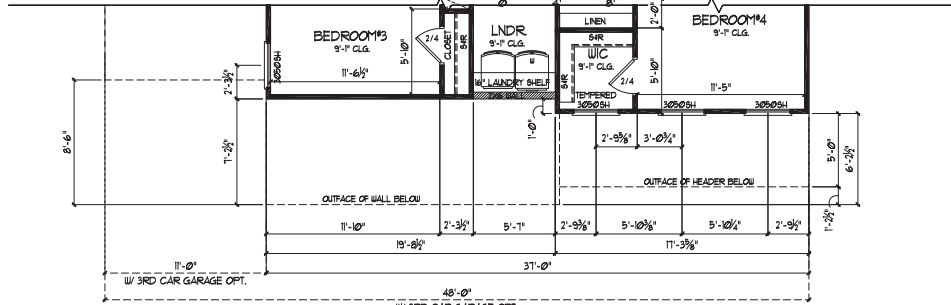 BEDROOM#3
9'-1" CLG.
11'-6½"
3050SH
5'-10"
2/4
CLOSET
S4R
LNDR.
9'-1" CLG.
W
16" LAUNDRY SHELF
LINEN
S4R
WIC
9'-1" CLG.
S4R
TEMPERED
3050SH
2/4
2'-0"
5'-10"
BEDROOM#4
9'-1" CLG.
11'-5"
3050SH
3050SH
2'-3½"
8'-6"
7'-2½"
1'-0"
2'-9⅝"
3'-0¾"
5'-0"
6'-2½"
1'-2½"
OUTFACE OF HEADER BELOW
OUTFACE OF WALL BELOW
11'-10"
2'-3½"
5'-7"
2'-9⅜"
5'-10⅜"
5'-10¼"
2'-9½"
19'-8½"
17'-3⅝"
11'-0"
37'-0"
W/ 3RD CAR GARAGE OPT.
48'-0"
W/ 3RD CAR GARAGE OPT.